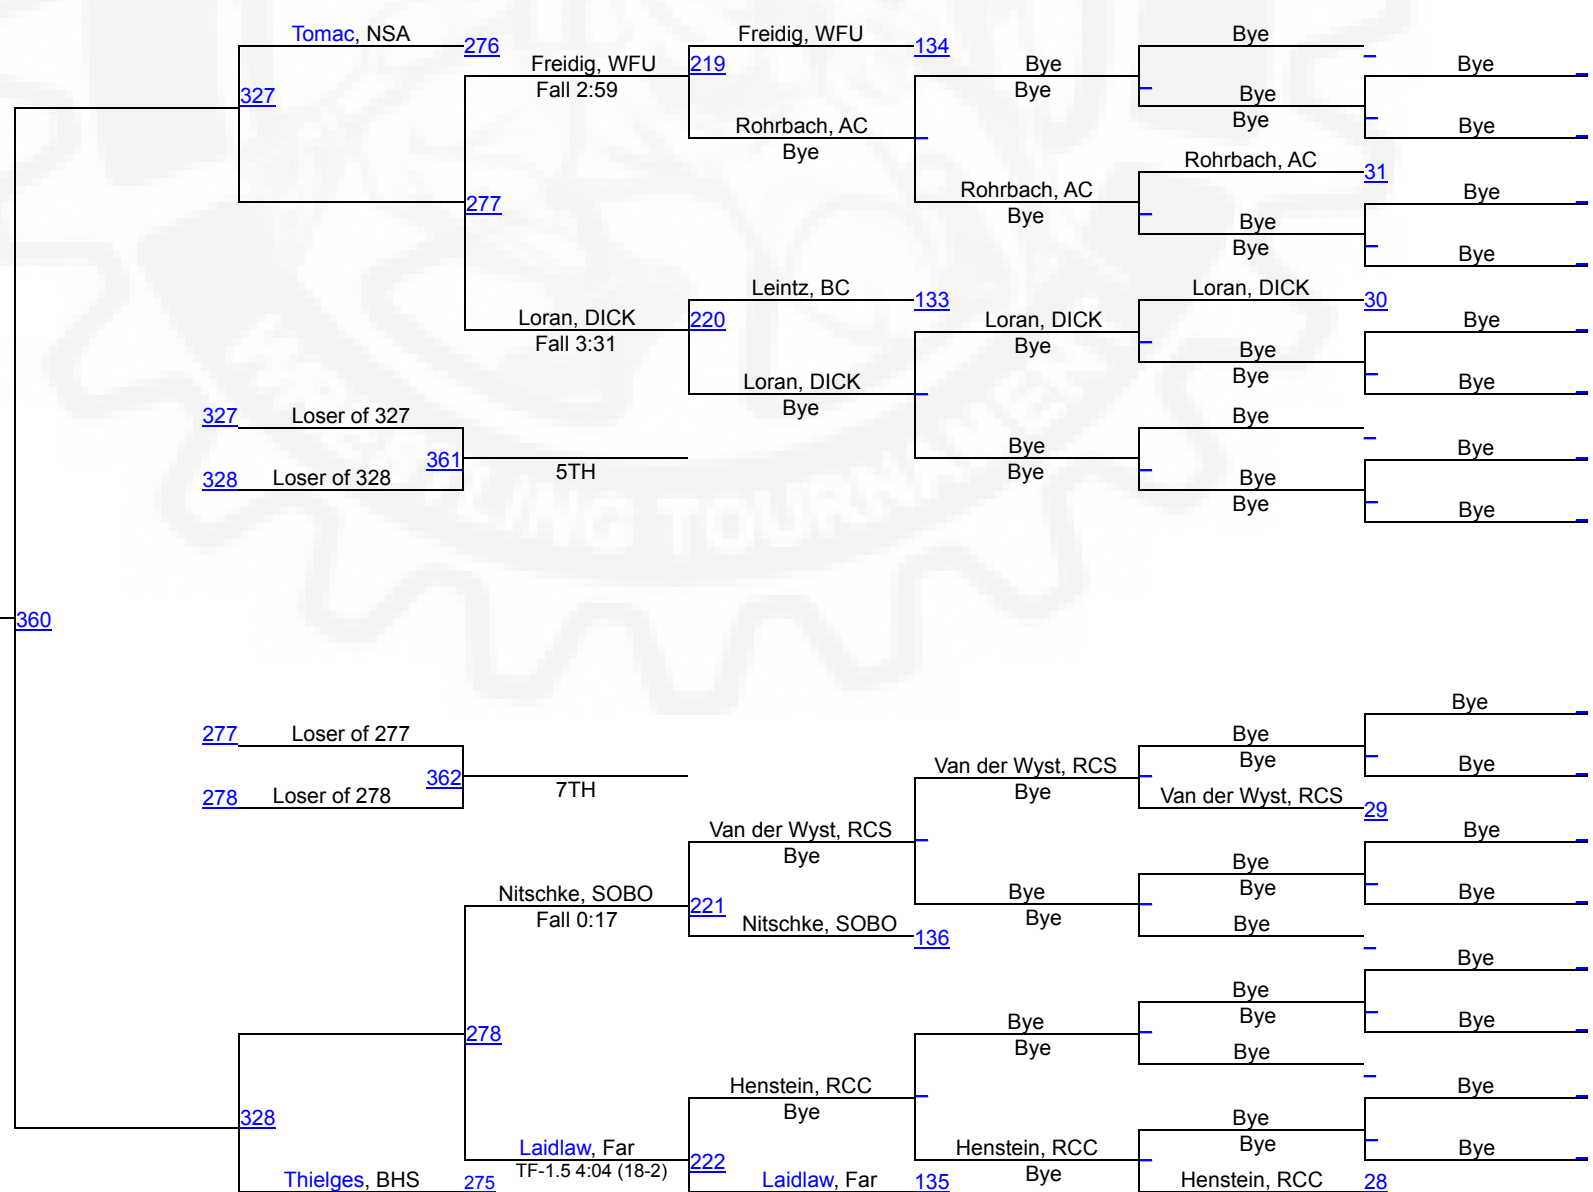 Tomac, NSA
276
327
Freidig, WFU
Fall 2:59
219
Freidig, WFU
134
Rohrbach, AC
Bye
277
Loran, DICK
Fall 3:31
220
Leintz, BC
133
Loran, DICK
Bye
Bye
Bye
Rohrbach, AC
Bye
Loran, DICK
Bye
Bye
Bye
Bye
Bye
Bye
Rohrbach, AC
31
Bye
Bye
Loran, DICK
30
Bye
Bye
Bye
Bye
Bye
Bye
Bye
Bye
Bye
Bye
Bye
Bye
Bye
327
Loser of 327
361
5TH
328
Loser of 328
WRESTLING TOURNAMENT
360
277
Loser of 277
362
7TH
278
Loser of 278
Van der Wyst, RCS
Bye
Nitschke, SOBO
Fall 0:17
221
Nitschke, SOBO
136
278
Henstein, RCC
Bye
328
Laidlaw, Far
TF-1.5 4:04 (18-2)
222
Thielges, BHS
275
Laidlaw, Far
135
Van der Wyst, RCS
Bye
Bye
Bye
Bye
Bye
Henstein, RCC
Bye
Bye
Bye
Van der Wyst, RCS
29
Bye
Bye
Bye
Bye
Bye
Bye
Bye
Bye
Henstein, RCC
28
Bye
Bye
Bye
Bye
Bye
Bye
Bye
Bye